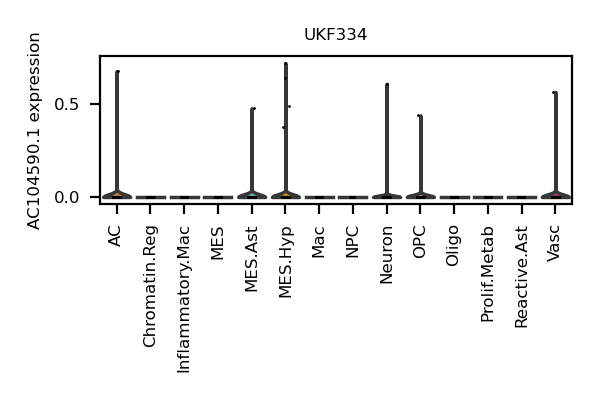 UKF334
AC104590.1 expression
0.5
0.0
AC
Chromatin.Reg
Inflammatory.Mac
MES
MES.Ast
MES.Hyp
Mac
NPC
Neuron
OPC
Oligo
Prolif.Metab
Reactive.Ast
Vasc